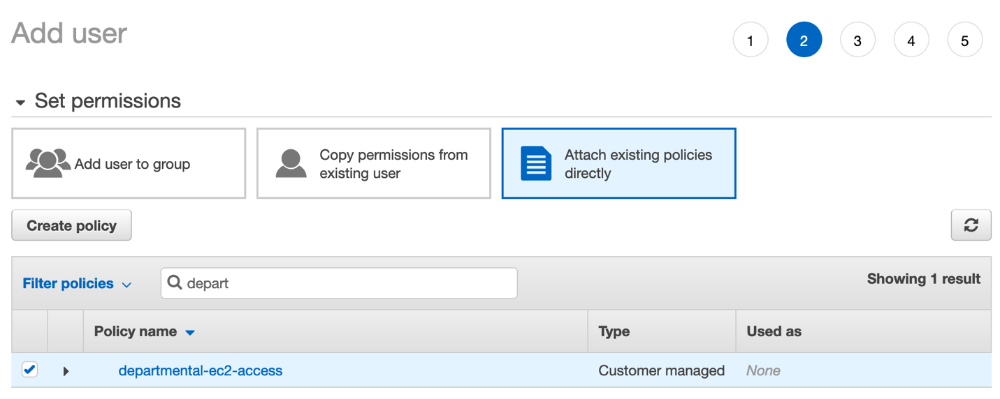 Add user
1 2 3 4 5
Set permissions
Add user to group
Copy permissions from
existing user
Attach existing policies
directly
Create policy
Filter policies
depart
Showing 1 result
Policy name Type Used as
departmental-ec2-access Customer managed None